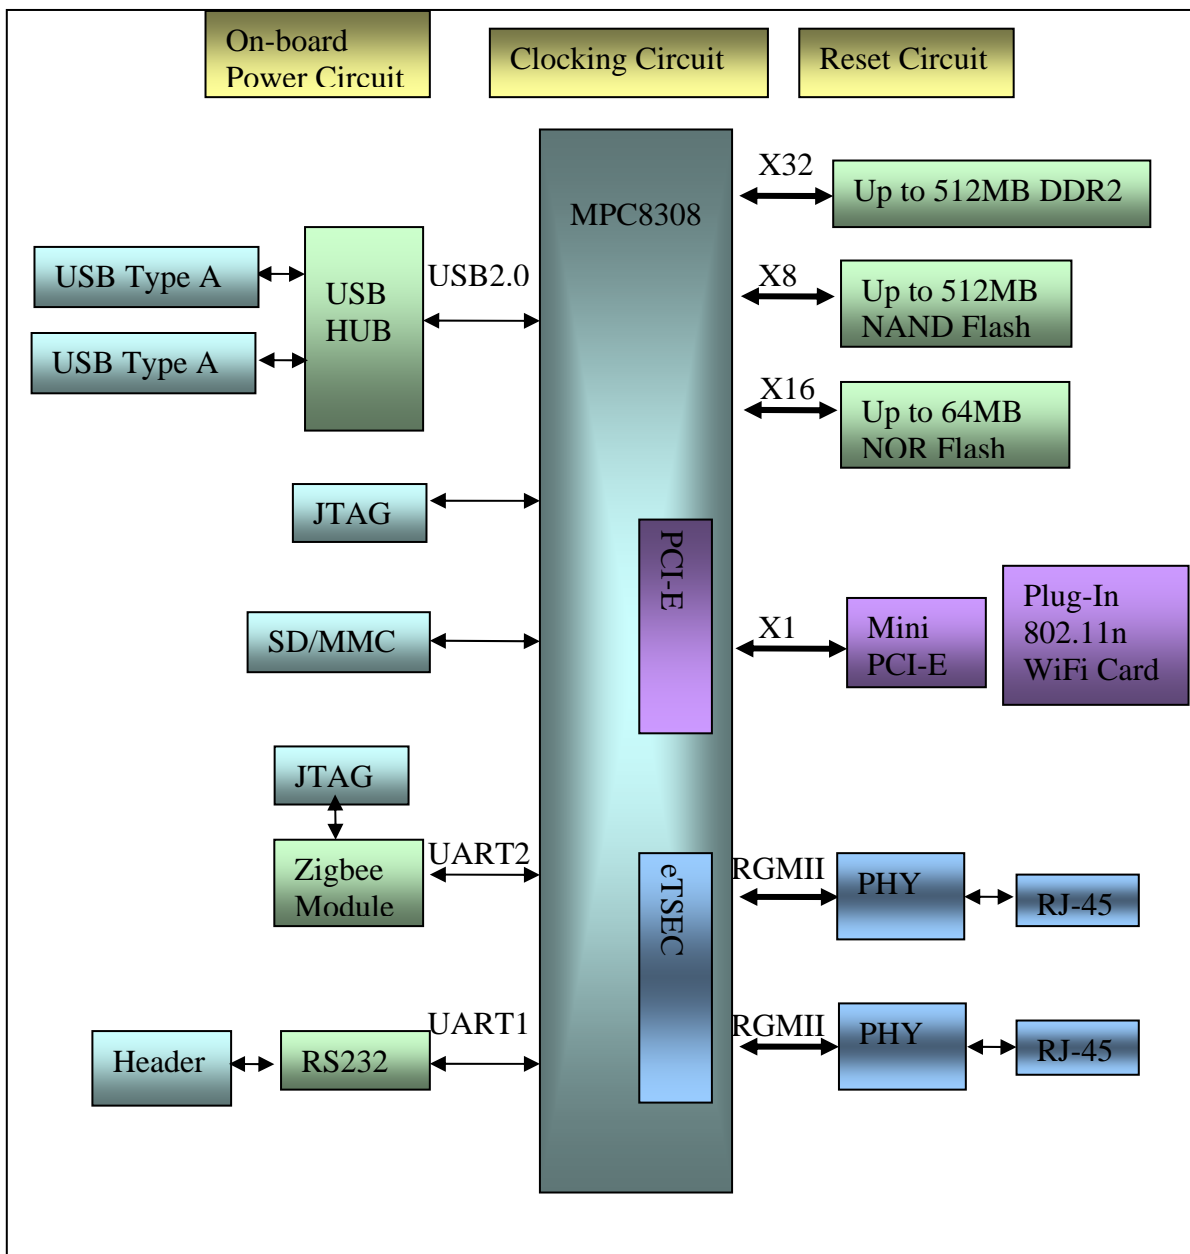 On-board
Power Circuit
Clocking Circuit
Reset Circuit
MPC8308
X32
Up to 512MB DDR2
USB Type A
USB
HUB
USB2.0
X8
Up to 512MB
NAND Flash
USB Type A
X16
Up to 64MB
NOR Flash
JTAG
PCI-E
SD/MMC
X1
Mini
PCI-E
Plug-In
802.11n
WiFi Card
JTAG
Zigbee
Module
UART2
eTSEC
RGMII
PHY
RJ-45
Header
RS232
UART1
RGMII
PHY
RJ-45